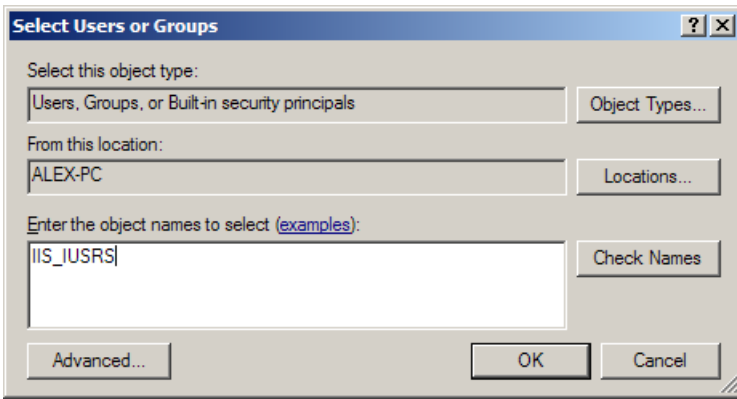 Select Users or Groups
Select this object type:
Users, Groups, or Built-in security principals
Object Types...
From this location:
ALEX-PC
Locations...
Enter the object names to select (examples):
IIS_IUSRS
Check Names
Advanced...
OK
Cancel